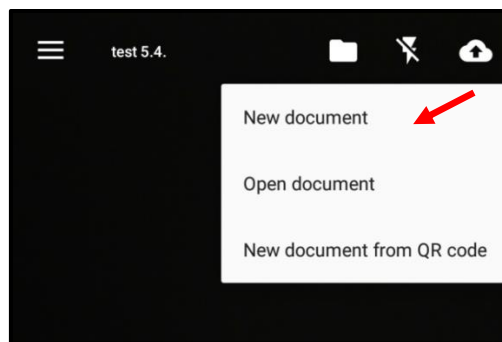 test 5.4.
New document
Open document
New document from QR code